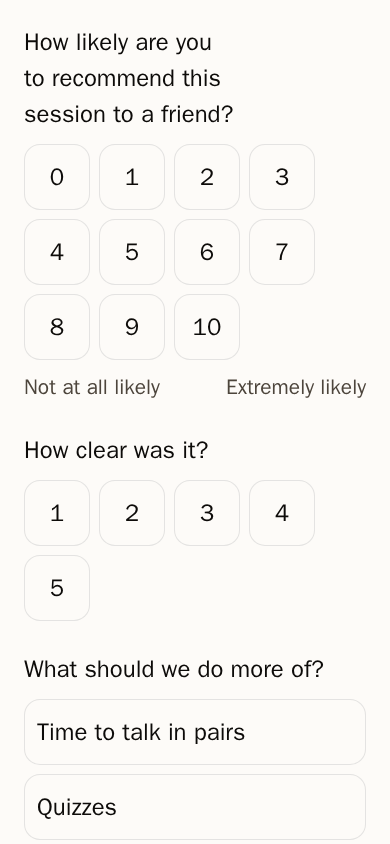 How likely are you
to recommend this
session to a friend?
0 1 2 3
4 5 6 7
8 9 10
Not at all likely Extremely likely
How clear was it?
1 2 3 4
5
What should we do more of?
Time to talk in pairs
Quizzes